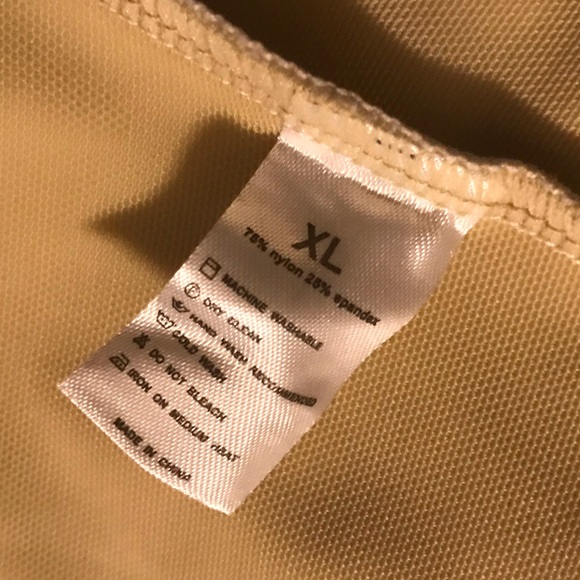 XL
75% nylon 25% spandex
MACHINE WASHABLE
DRY CLEAN
HAND WASH RECOMMENDED
COLD WASH
DO NOT BLEACH
IRON ON MEDIUM HEAT
MADE IN CHINA